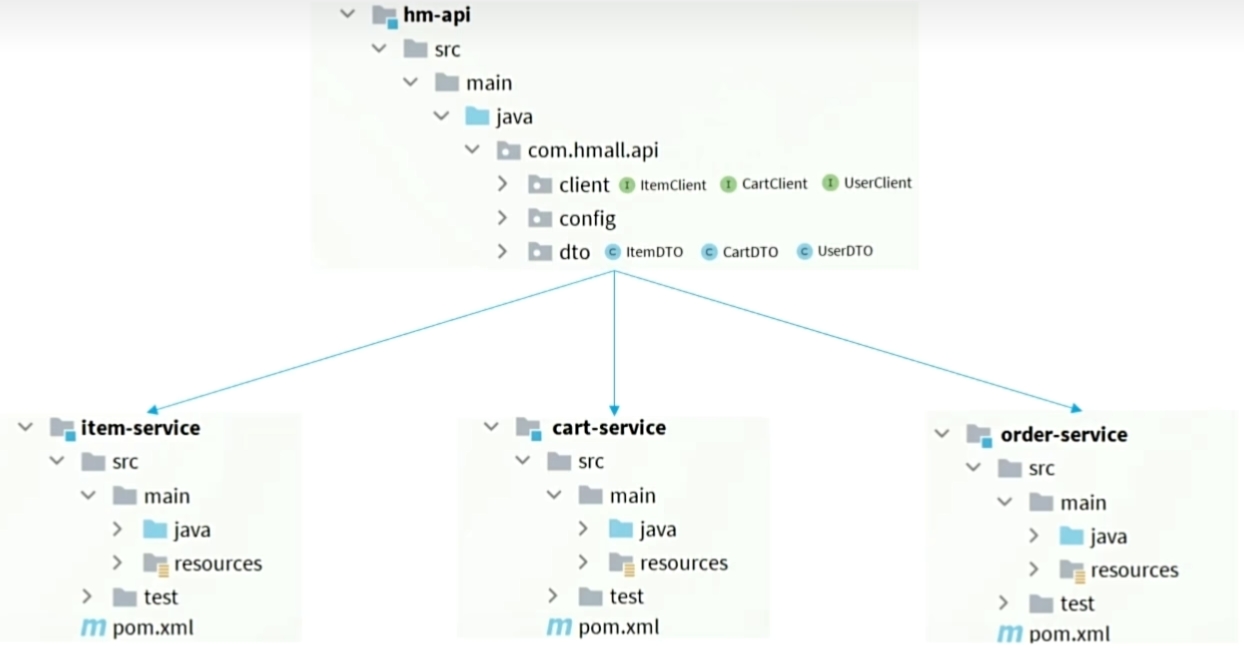 hm-api
src
main
java
com.hmall.api
client I ItemClient I CartClient I UserClient
config
dto C ItemDTO C CartDTO C UserDTO
item-service
src
main
java
resources
test
m pom.xml
cart-service
src
main
java
resources
test
m pom.xml
order-service
src
main
java
resources
test
m pom.xml